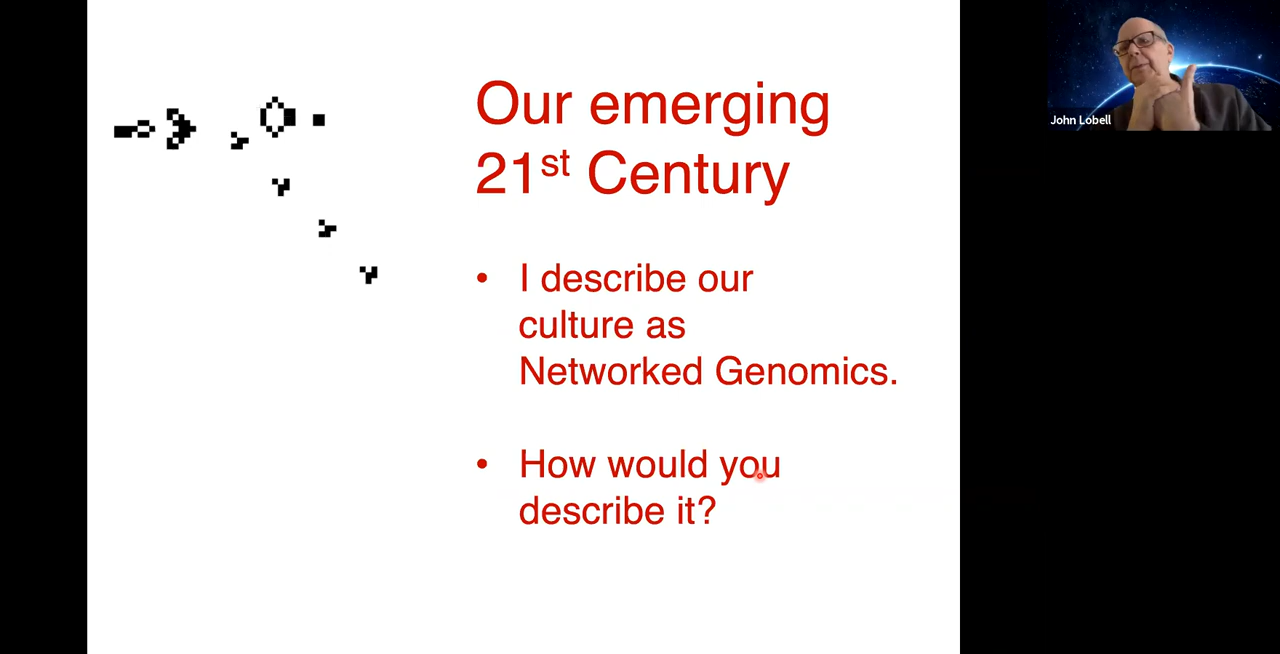 Our emerging
21st Century
• I describe our
culture as
Networked Genomics.
• How would you
describe it?
John Lobell